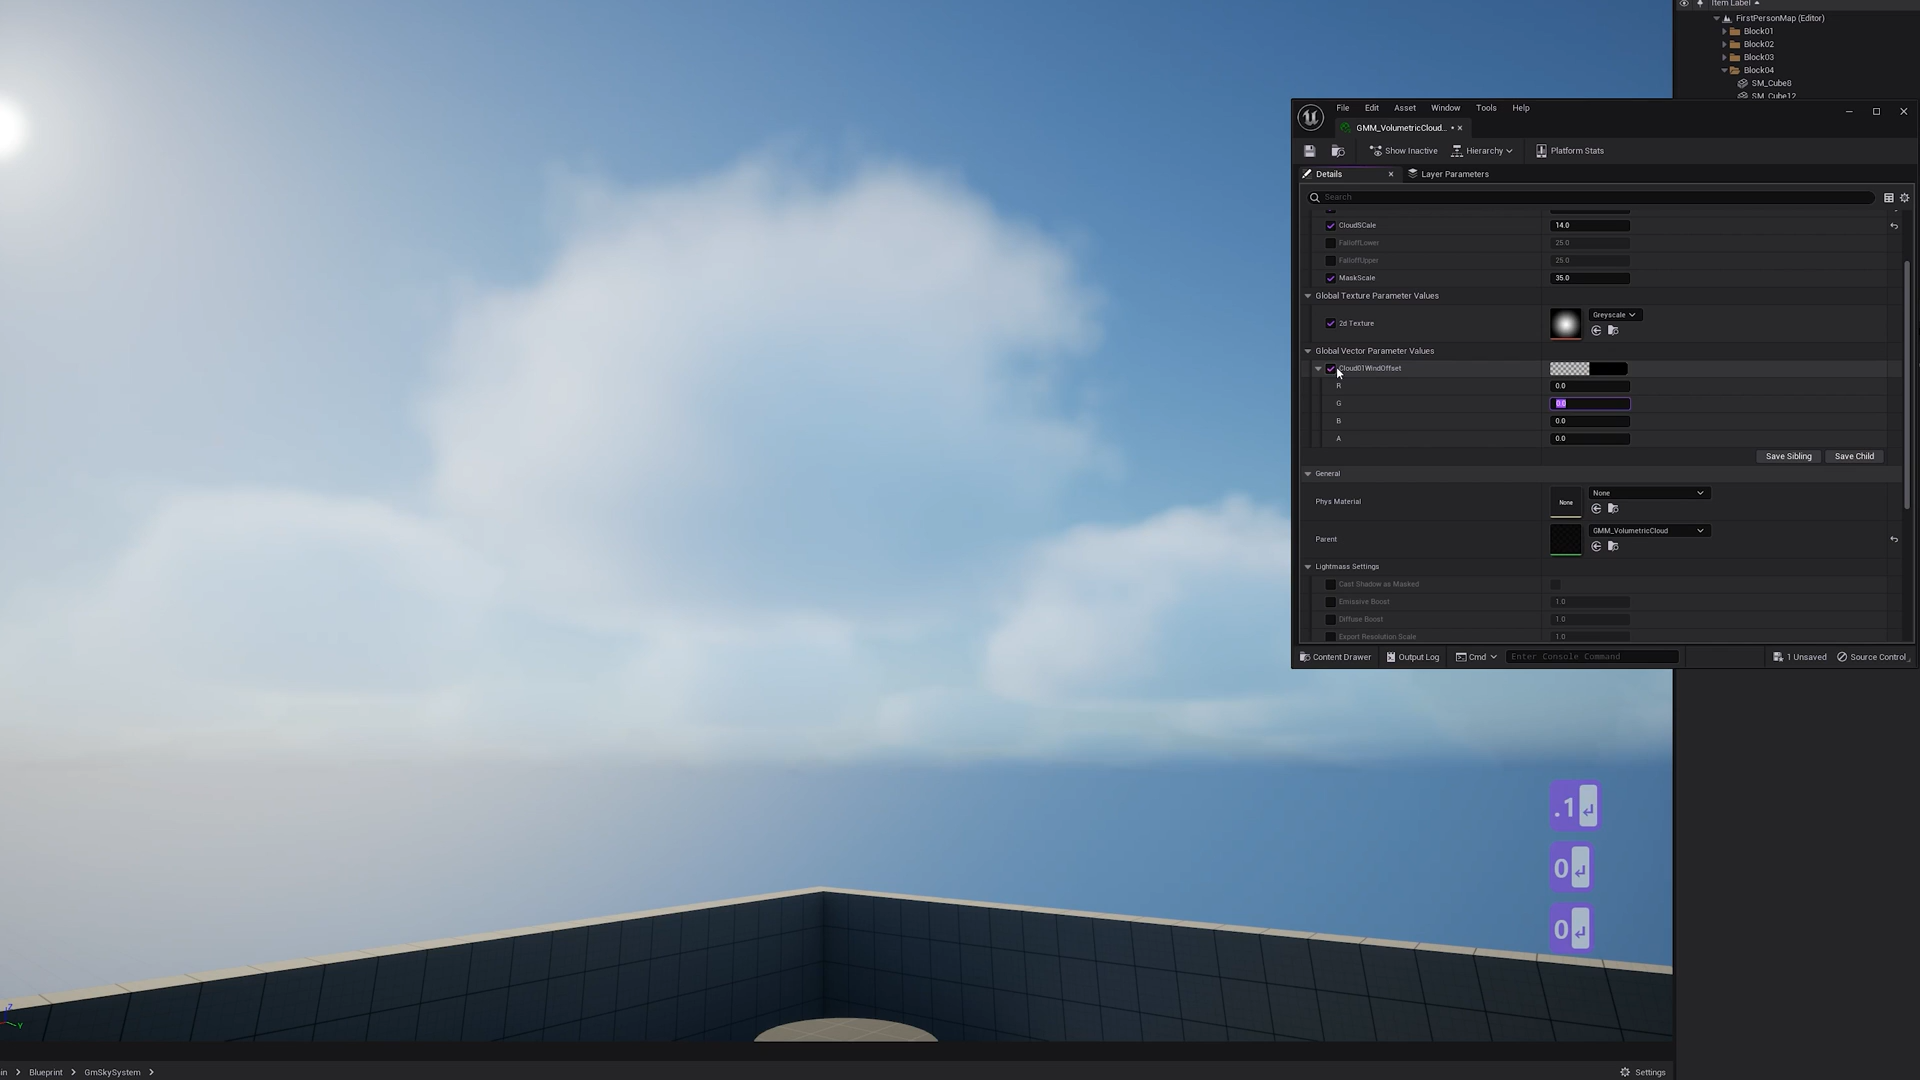 Item Label
FirstPersonMap (Editor)
Block01
Block02
Block03
Block04
SM_Cube8
SM_Cube12
File Edit Asset Window Tools Help
GMM_VolumetricCloud...
Show Inactive Hierarchy Platform Stats
Details Layer Parameters
Search
CloudSCale 14.0
FalloffLower 25.0
FalloffUpper 25.0
MaskScale 35.0
Global Texture Parameter Values
2d Texture Greyscale
Global Vector Parameter Values
Cloud01WindOffset
R 0.0
G 0.0
B 0.0
A 0.0
Save Sibling Save Child
General
Phys Material None None
Parent GMM_VolumetricCloud
Lightmass Settings
Cast Shadow as Masked
Emissive Boost 1.0
Diffuse Boost 1.0
Export Resolution Scale 1.0
Content Drawer Output Log Cmd Enter Console Command 1 Unsaved Source Control
.1
0
0
Z
Y
in > Blueprint > GmSkySystem > Settings